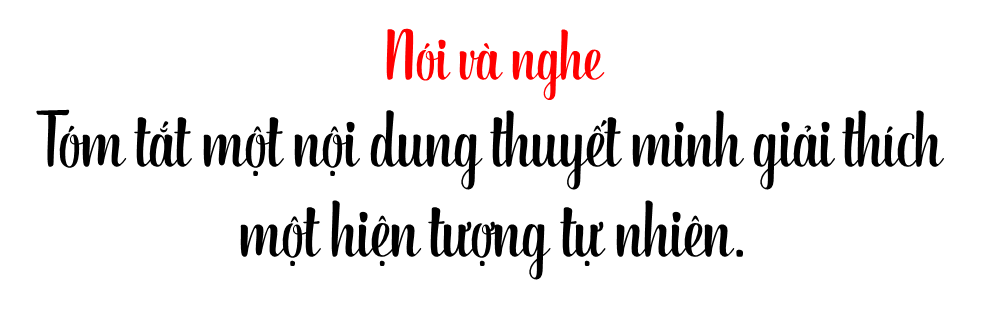 Nói và nghe
Tóm tắt một nội dung thuyết minh giải thích
một hiện tượng tự nhiên.